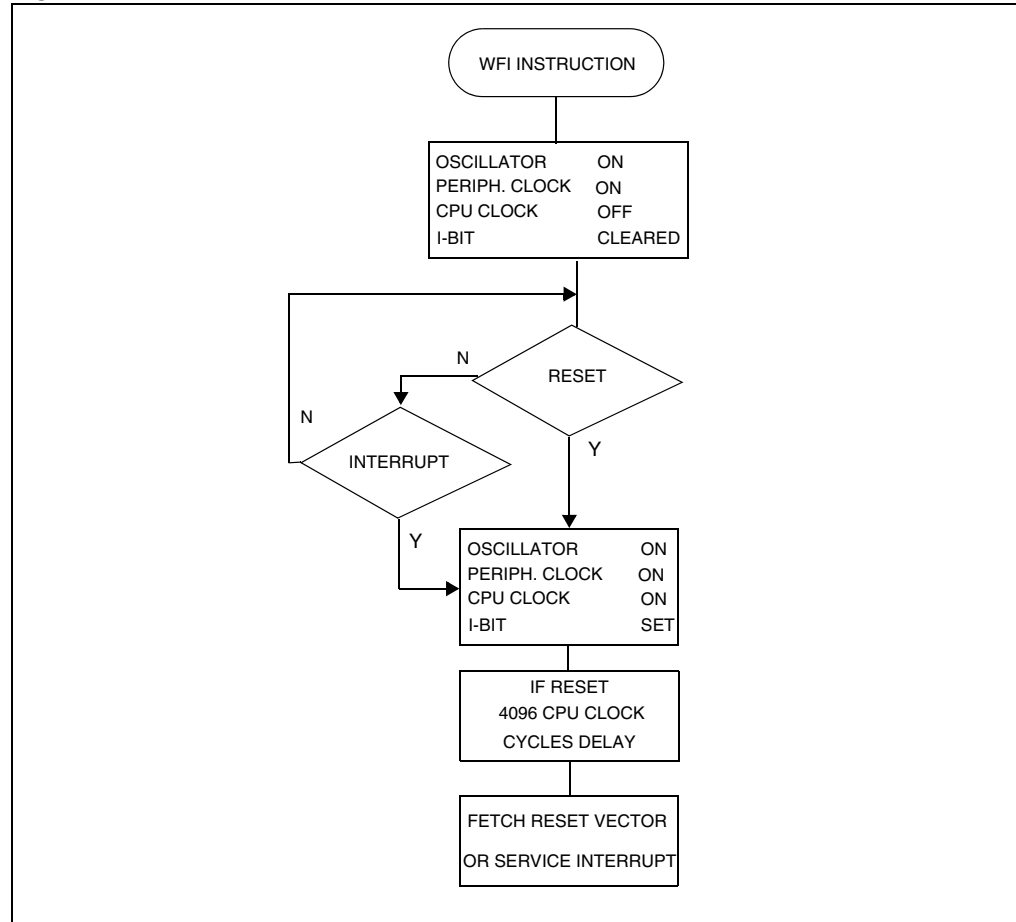 WFI INSTRUCTION
OSCILLATOR ON
PERIPH. CLOCK ON
CPU CLOCK OFF
I-BIT CLEARED
N
RESET
N
INTERRUPT
Y
Y
OSCILLATOR ON
PERIPH. CLOCK ON
CPU CLOCK ON
I-BIT SET
IF RESET
4096 CPU CLOCK
CYCLES DELAY
FETCH RESET VECTOR
OR SERVICE INTERRUPT